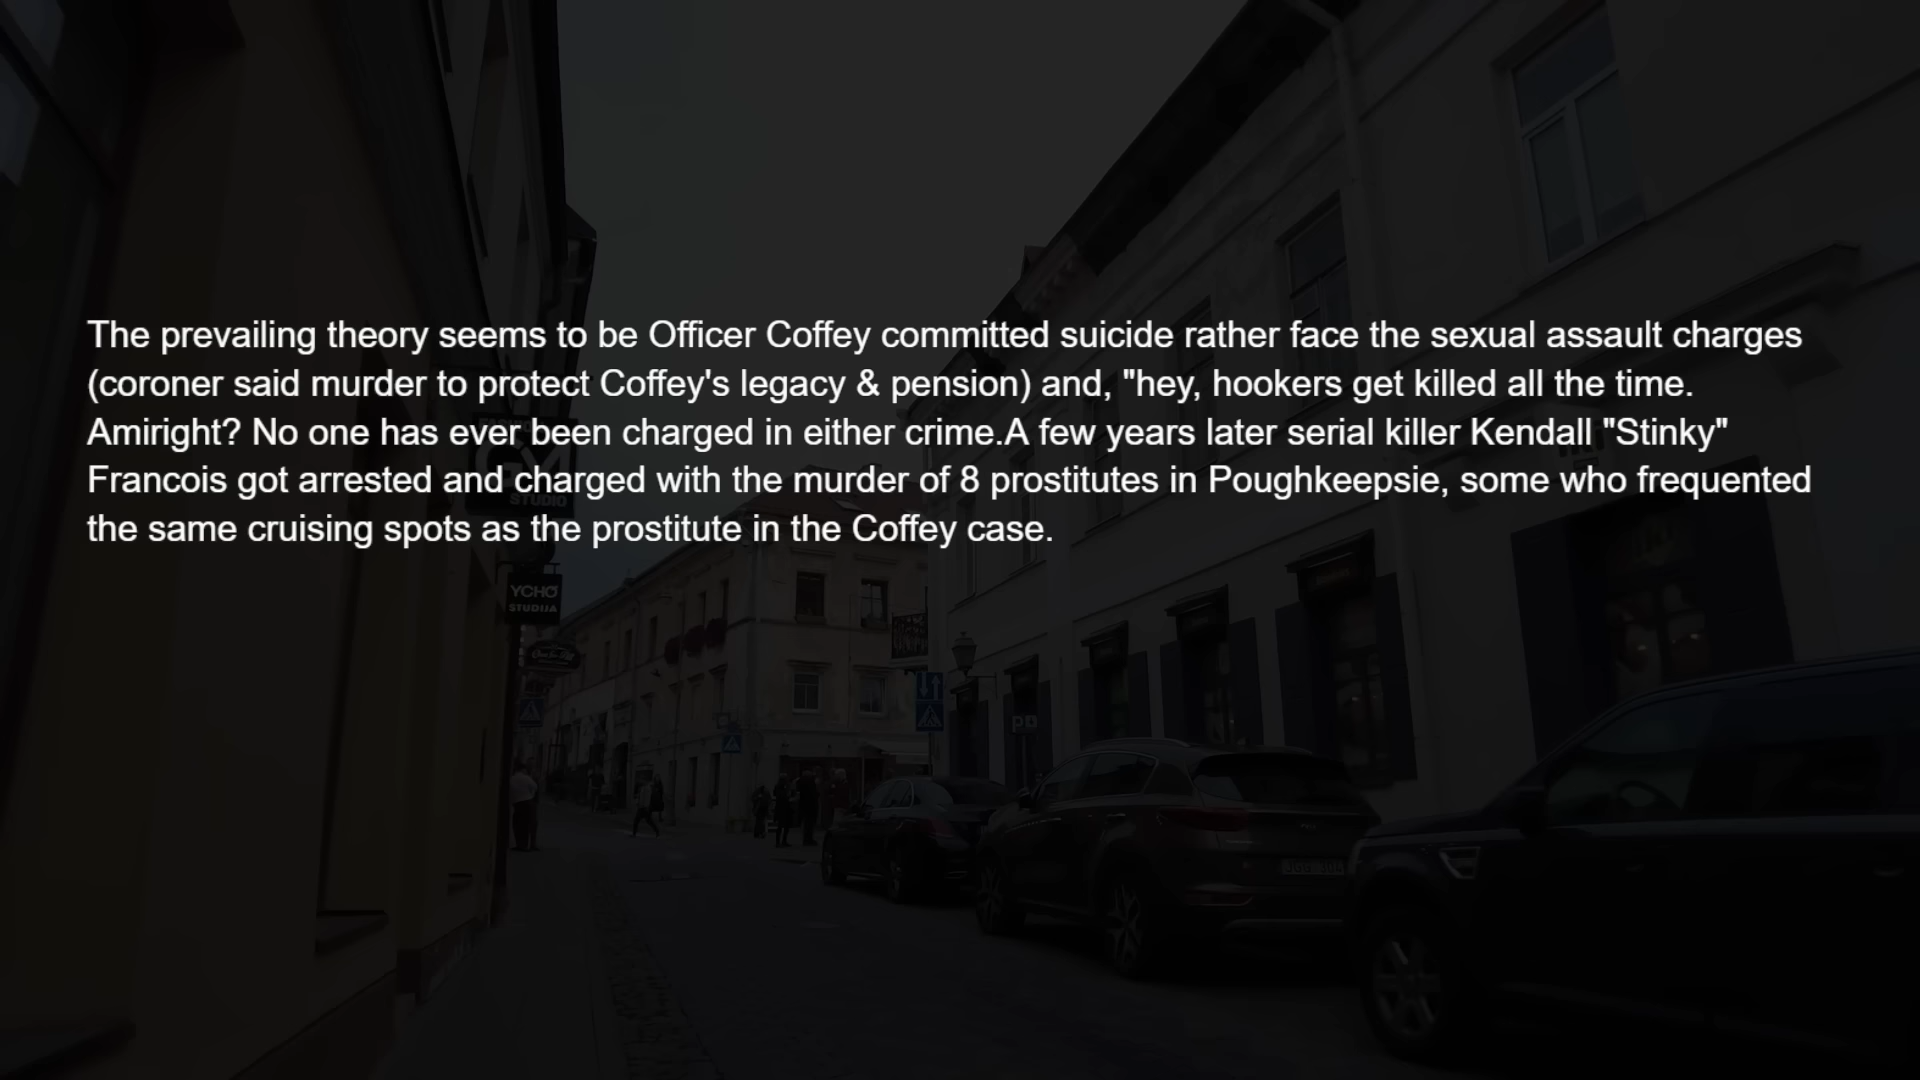 The prevailing theory seems to be Officer Coffey committed suicide rather face the sexual assault charges
(coroner said murder to protect Coffey's legacy & pension) and, "hey, hookers get killed all the time.
Amiright? No one has ever been charged in either crime.A few years later serial killer Kendall "Stinky"
Francois got arrested and charged with the murder of 8 prostitutes in Poughkeepsie, some who frequented
the same cruising spots as the prostitute in the Coffey case.
STUDIO
YCHO
STUDIJA